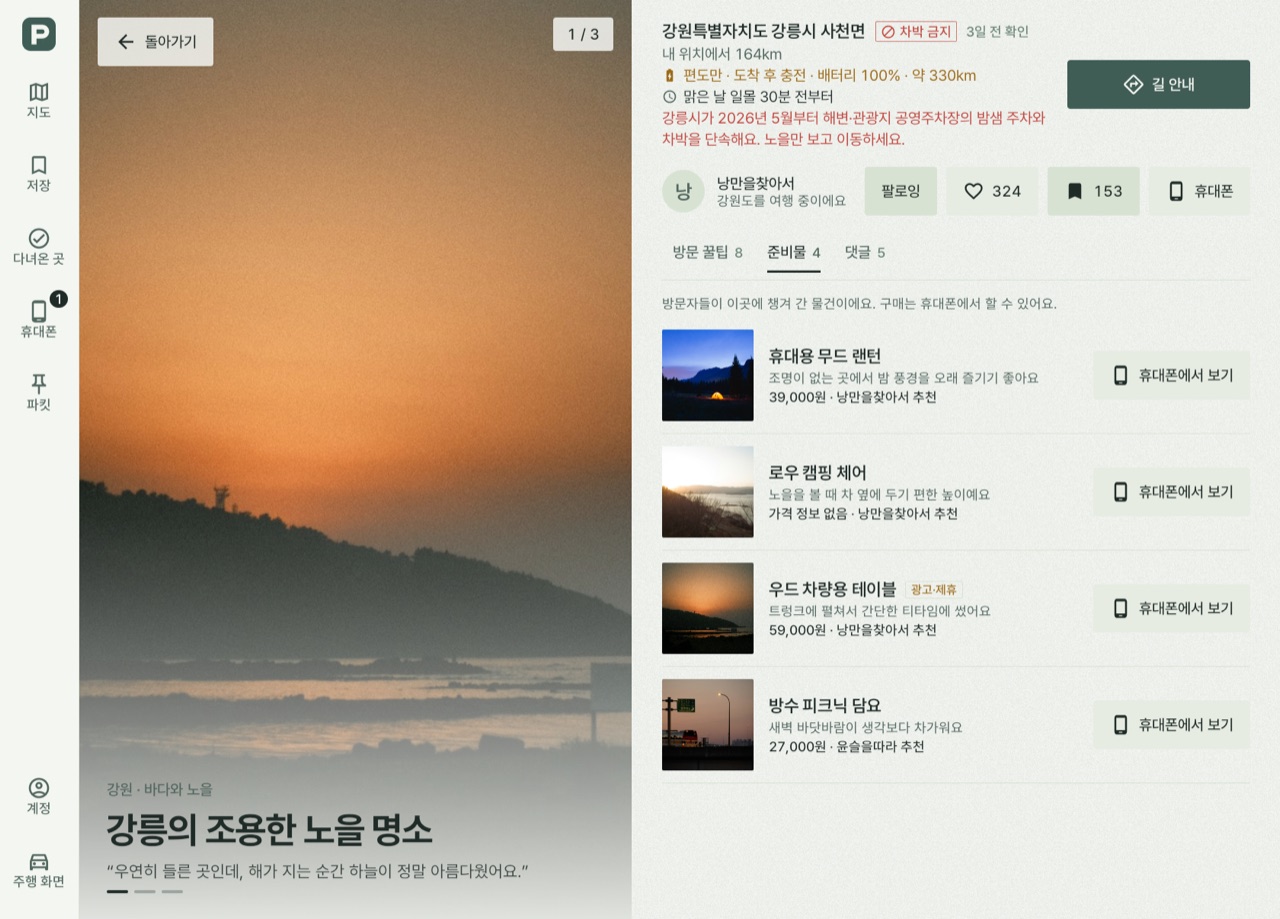 P
지도
저장
다녀온 곳
1
휴대폰
파킷
계정
주행 화면
돌아가기
1 / 3
강원 · 바다와 노을
강릉의 조용한 노을 명소
“우연히 들른 곳인데, 해가 지는 순간 하늘이 정말 아름다웠어요.”
강원특별자치도 강릉시 사천면 차박 금지 3일 전 확인
내 위치에서 164km
편도만 · 도착 후 충전 · 배터리 100% · 약 330km
맑은 날 일몰 30분 전부터
강릉시가 2026년 5월부터 해변·관광지 공영주차장의 밤샘 주차와
차박을 단속해요. 노을만 보고 이동하세요.
길 안내
낭
낭만을찾아서
강원도를 여행 중이에요
팔로잉
324
153
휴대폰
방문 꿀팁 8 준비물 4 댓글 5
방문자들이 이곳에 챙겨 간 물건이에요. 구매는 휴대폰에서 할 수 있어요.
휴대용 무드 랜턴
조명이 없는 곳에서 밤 풍경을 오래 즐기기 좋아요
39,000원 · 낭만을찾아서 추천
휴대폰에서 보기
로우 캠핑 체어
노을을 볼 때 차 옆에 두기 편한 높이예요
가격 정보 없음 · 낭만을찾아서 추천
휴대폰에서 보기
우드 차량용 테이블 광고·제휴
트렁크에 펼쳐서 간단한 티타임에 썼어요
59,000원 · 낭만을찾아서 추천
휴대폰에서 보기
방수 피크닉 담요
새벽 바닷바람이 생각보다 차가워요
27,000원 · 윤슬을따라 추천
휴대폰에서 보기